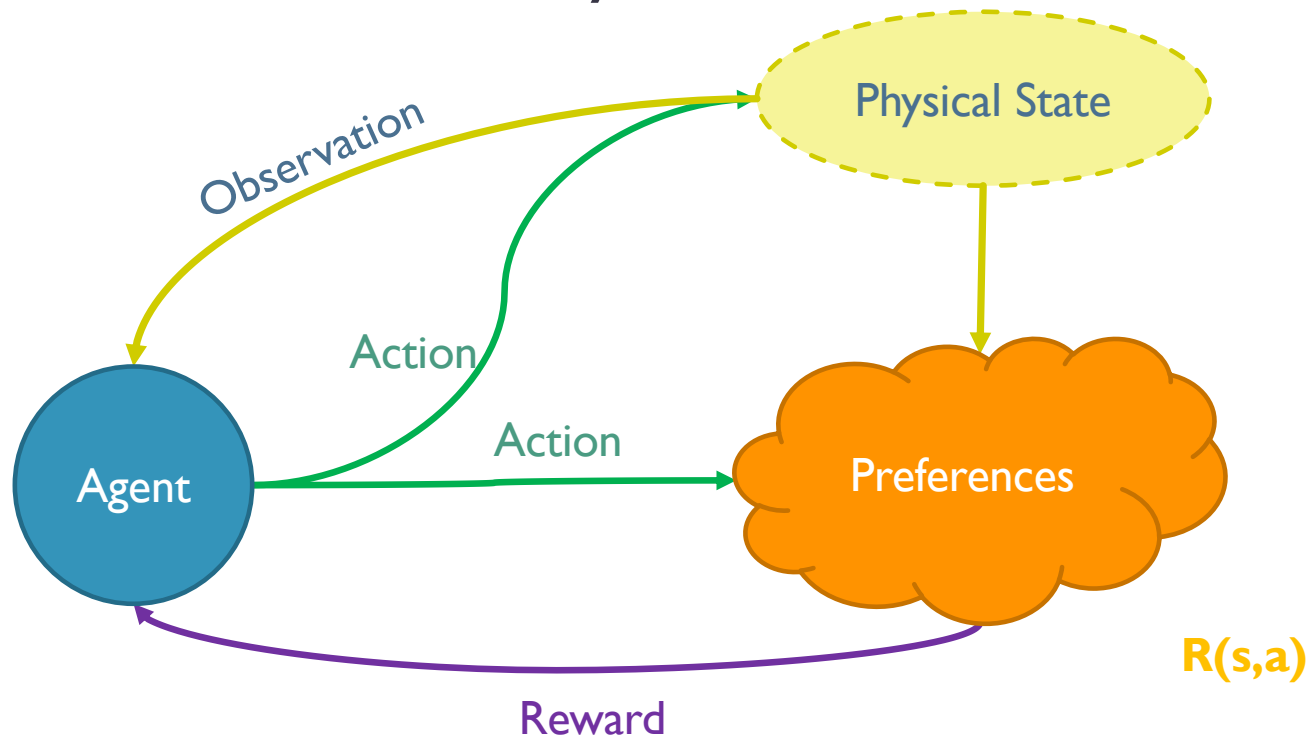 Physical State
Observation
Action
Action
Agent
Preferences
R(s,a)
Reward